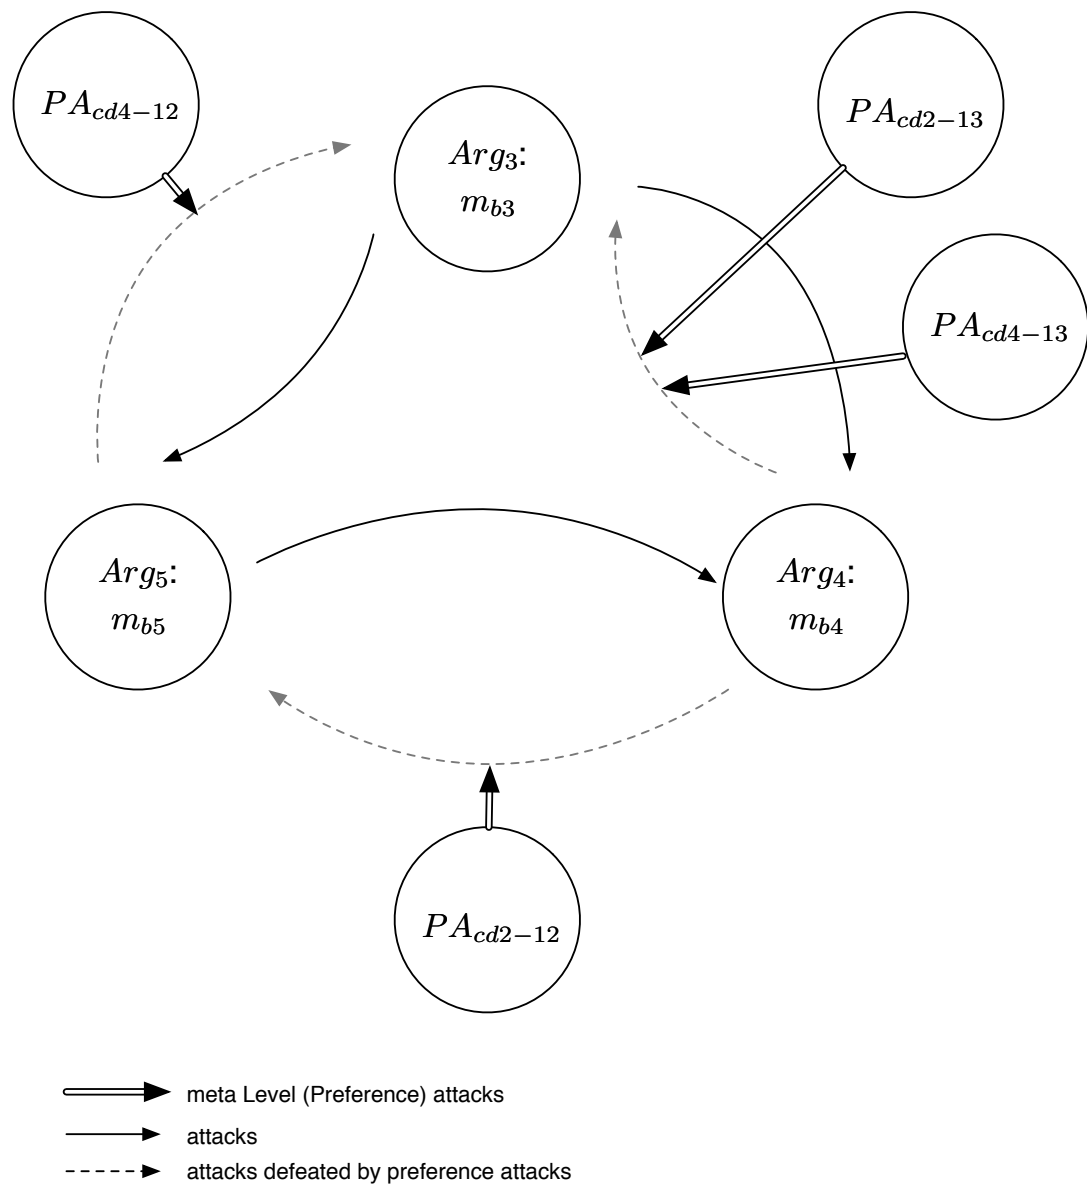 PA_{cd4-12}
Arg_3:
m_{b3}
PA_{cd2-13}
PA_{cd4-13}
Arg_5:
m_{b5}
Arg_4:
m_{b4}
PA_{cd2-12}
meta Level (Preference) attacks
attacks
attacks defeated by preference attacks